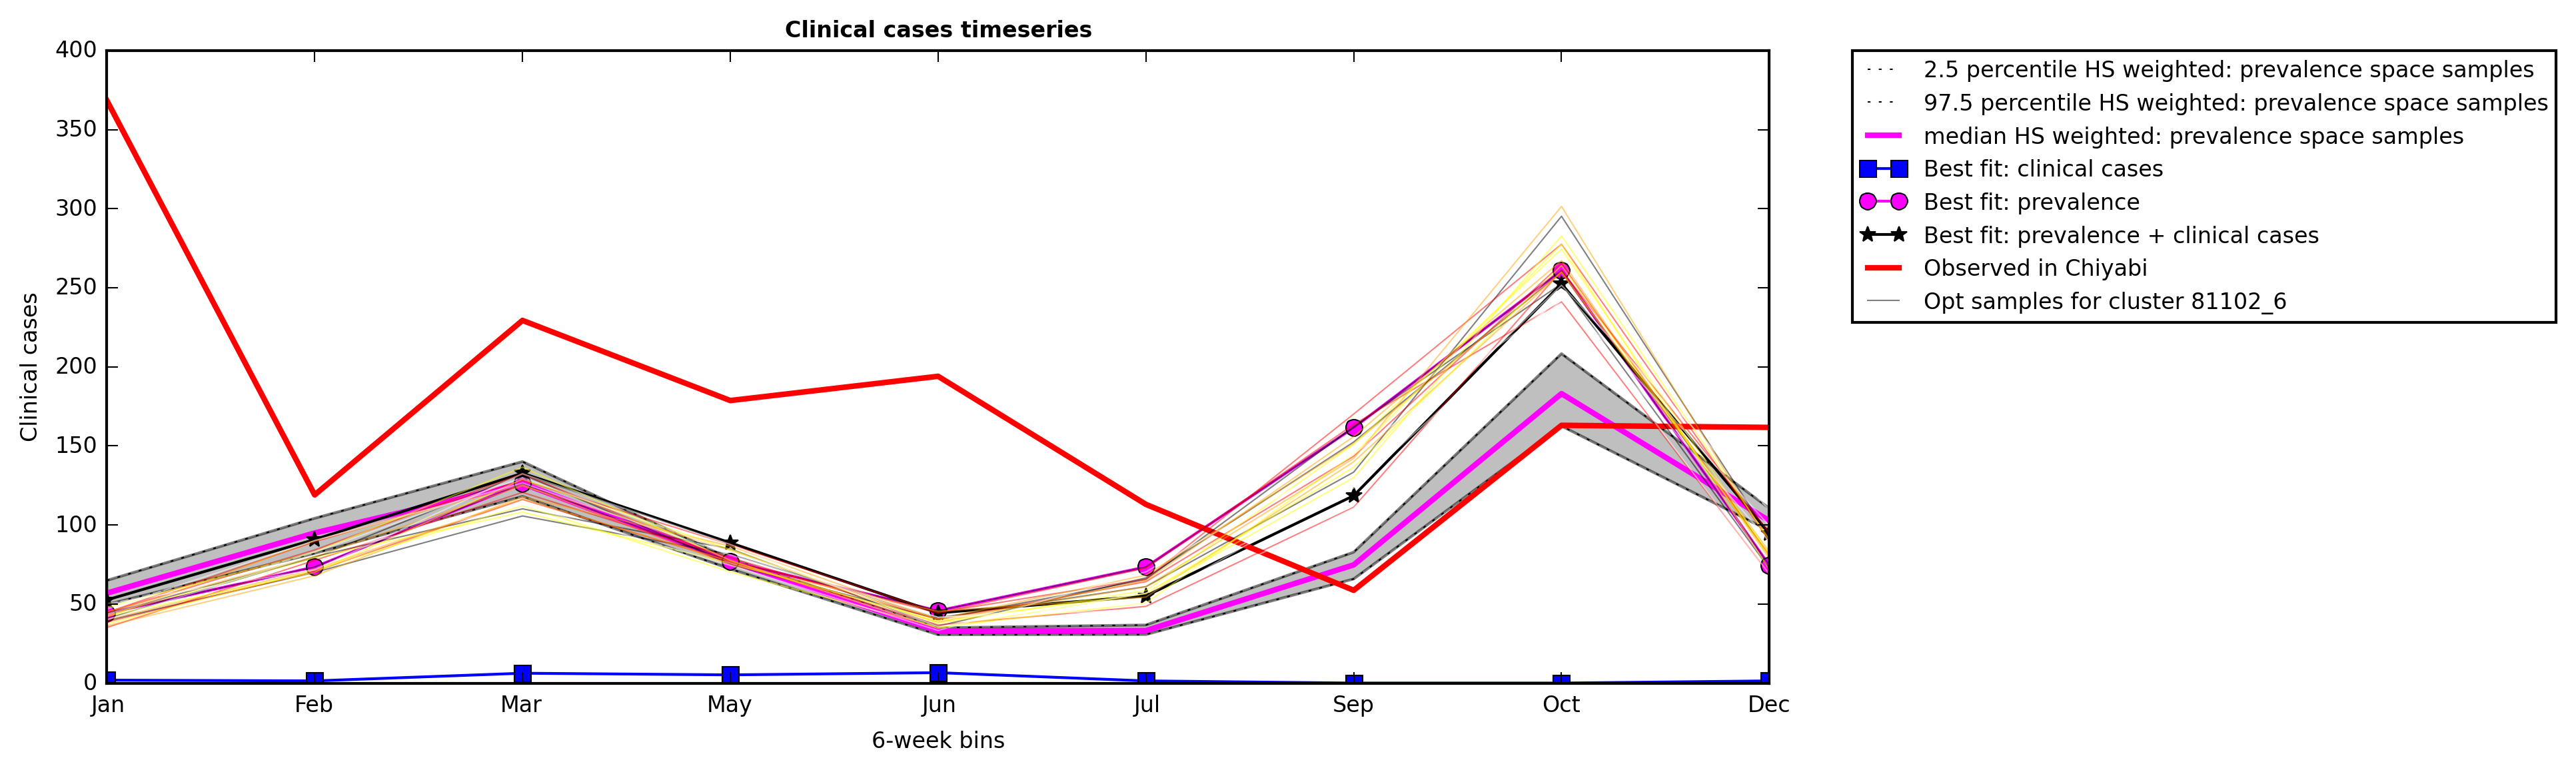 Clinical cases timeseries
400
350
300
250
200
150
100
50
0
Clinical cases
Jan Feb Mar May Jun Jul Sep Oct Dec
6-week bins
2.5 percentile HS weighted: prevalence space samples
97.5 percentile HS weighted: prevalence space samples
median HS weighted: prevalence space samples
Best fit: clinical cases
Best fit: prevalence
Best fit: prevalence + clinical cases
Observed in Chiyabi
Opt samples for cluster 81102_6